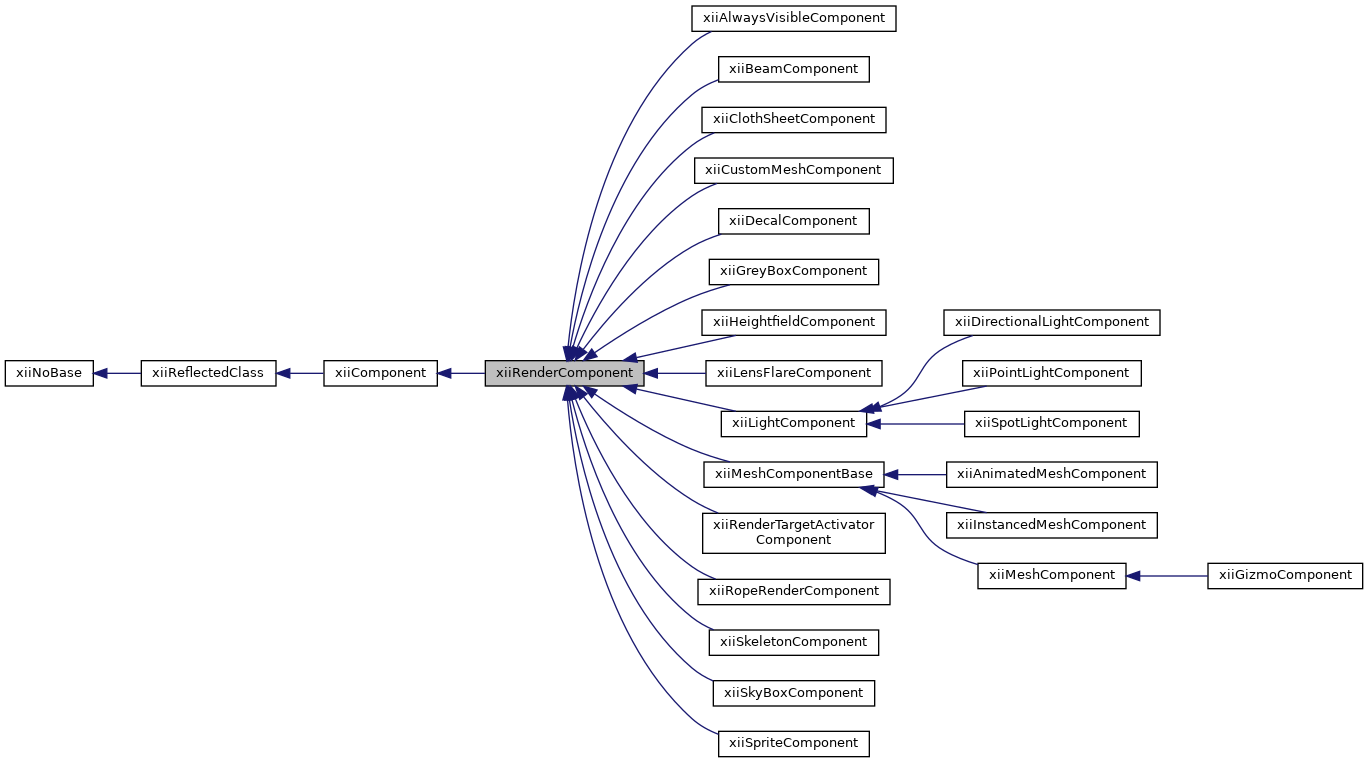 xiiAlwaysVisibleComponent
xiiBeamComponent
xiiClothSheetComponent
xiiCustomMeshComponent
xiiDecalComponent
xiiGreyBoxComponent
xiiHeightfieldComponent
xiiDirectionalLightComponent
xiiNoBase
xiiReflectedClass
xiiComponent
xiiRenderComponent
xiiLensFlareComponent
xiiPointLightComponent
xiiLightComponent
xiiSpotLightComponent
xiiMeshComponentBase
xiiAnimatedMeshComponent
xiiRenderTargetActivator
Component
xiiInstancedMeshComponent
xiiMeshComponent
xiiGizmoComponent
xiiRopeRenderComponent
xiiSkeletonComponent
xiiSkyBoxComponent
xiiSpriteComponent